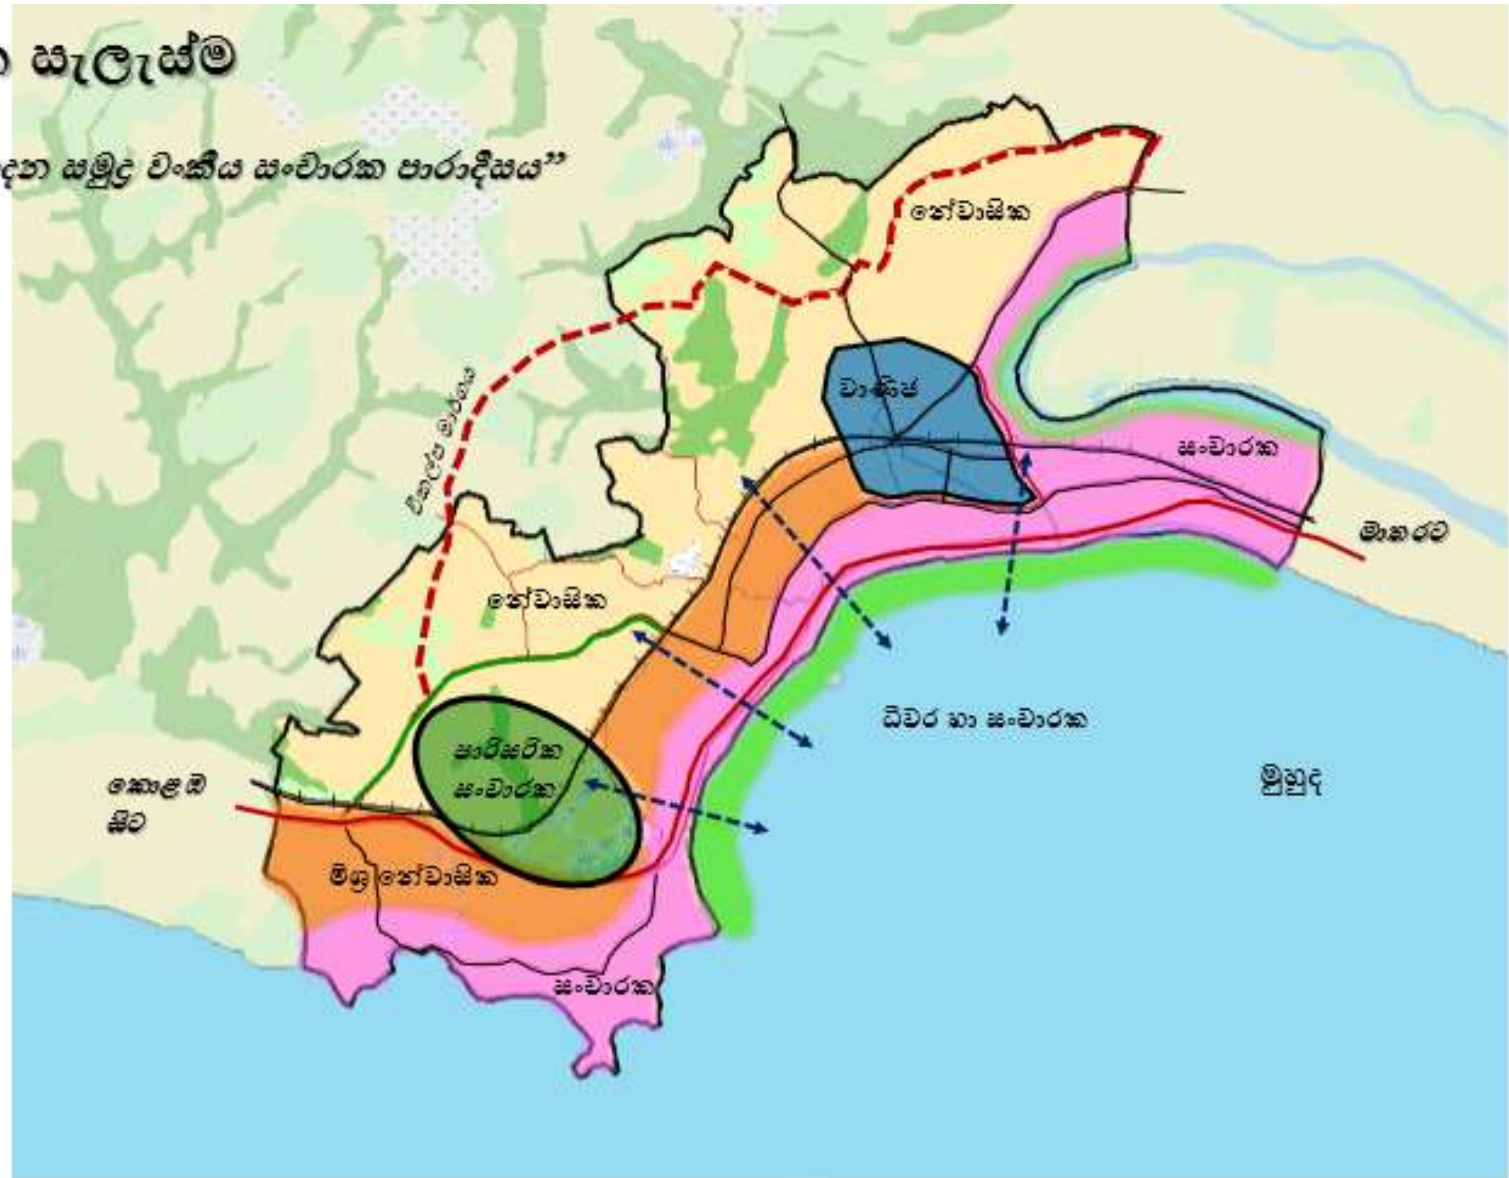 සැලැස්ම
සමුද්‍ර වංකීය සංචාරක පාරාදීසය”
නේවාසික
වාණිජ
විකල්ප මාර්ගය
සංචාරක
මාතර ට
නේවාසික
ධීවර හා සංචාරක
පාරිසරික
සංචාරක
මුහුද
කොළඹ
සිට
මිශ්‍ර නේවාසික
සංචාරක